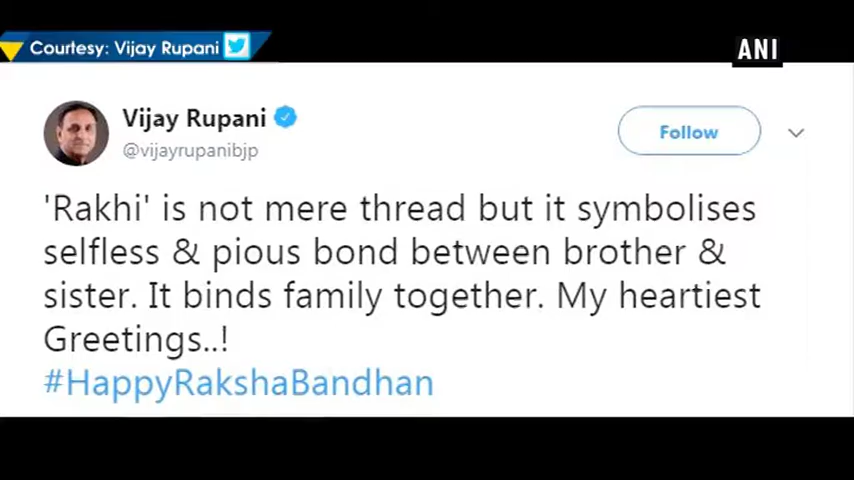 Courtesy: Vijay Rupani
ANI
Vijay Rupani
@vijayrupanibjp
Follow
'Rakhi' is not mere thread but it symbolises
selfless & pious bond between brother &
sister. It binds family together. My heartiest
Greetings..!
#HappyRakshaBandhan